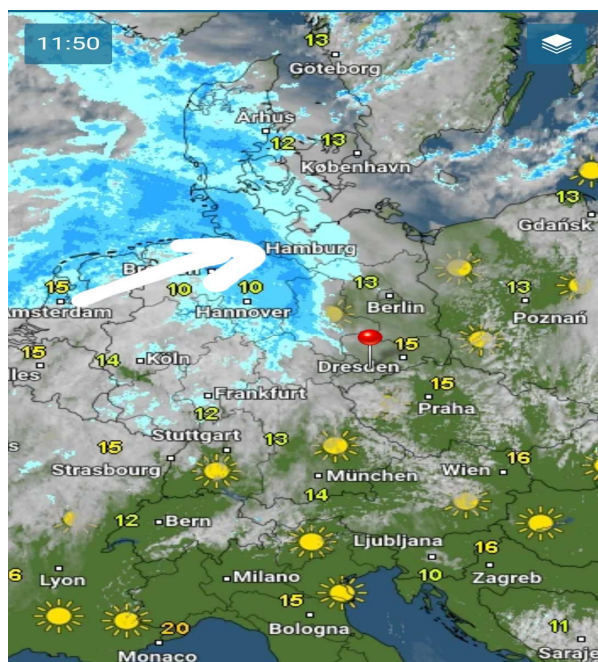 11:50
13
Göteborg
Århus
12
13
København
13
Gdańsk
Hamburg
15
Amsterdam
10
10
Hannover
13
Berlin
13
Poznań
15
14
Köln
15
Dresden
15
Praha
Frankfurt
12
Stuttgart
13
15
Strasbourg
München
Wien
16
14
12
Bern
Ljubljana
16
Zagreb
10
Lyon
Milano
15
Bologna
20
Monaco
11